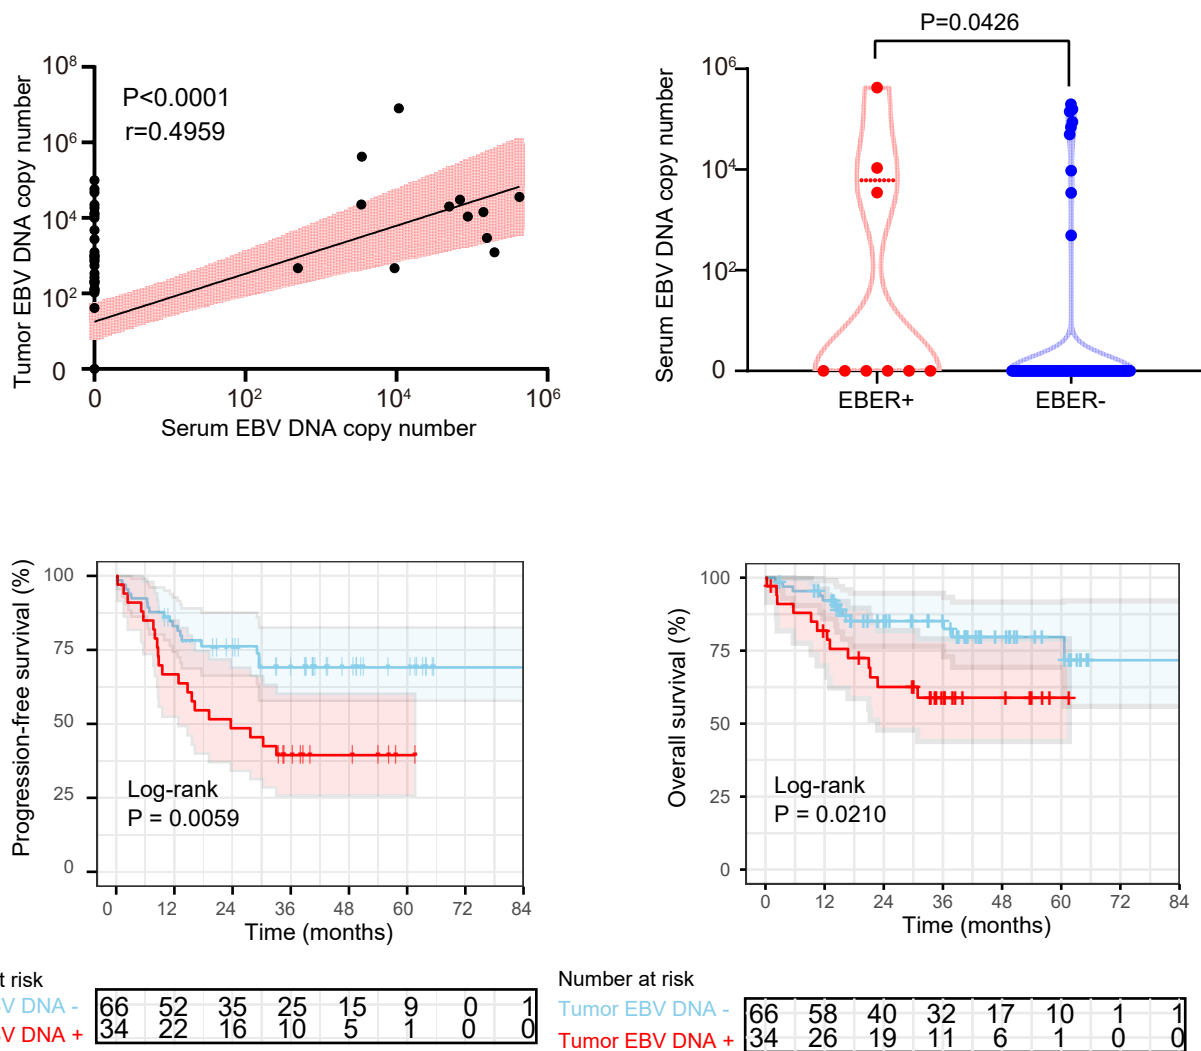 P=0.0426
10⁸
10⁶
10⁴
10²
0
Tumor EBV DNA copy number
P<0.0001
r=0.4959
0
10²
10⁴
10⁶
Serum EBV DNA copy number
10⁶
10⁴
10²
0
Serum EBV DNA copy number
EBER+
EBER-
100
75
50
25
0
Progression-free survival (%)
Log-rank
P = 0.0059
0 12 24 36 48 60 72 84
Time (months)
100
75
50
25
0
Overall survival (%)
Log-rank
P = 0.0210
0 12 24 36 48 60 72 84
Time (months)
t risk
BV DNA - 66 52 35 25 15 9 0 1
BV DNA + 34 22 16 10 5 1 0 0
Number at risk
Tumor EBV DNA - 66 58 40 32 17 10 1 1
Tumor EBV DNA + 34 26 19 11 6 1 0 0